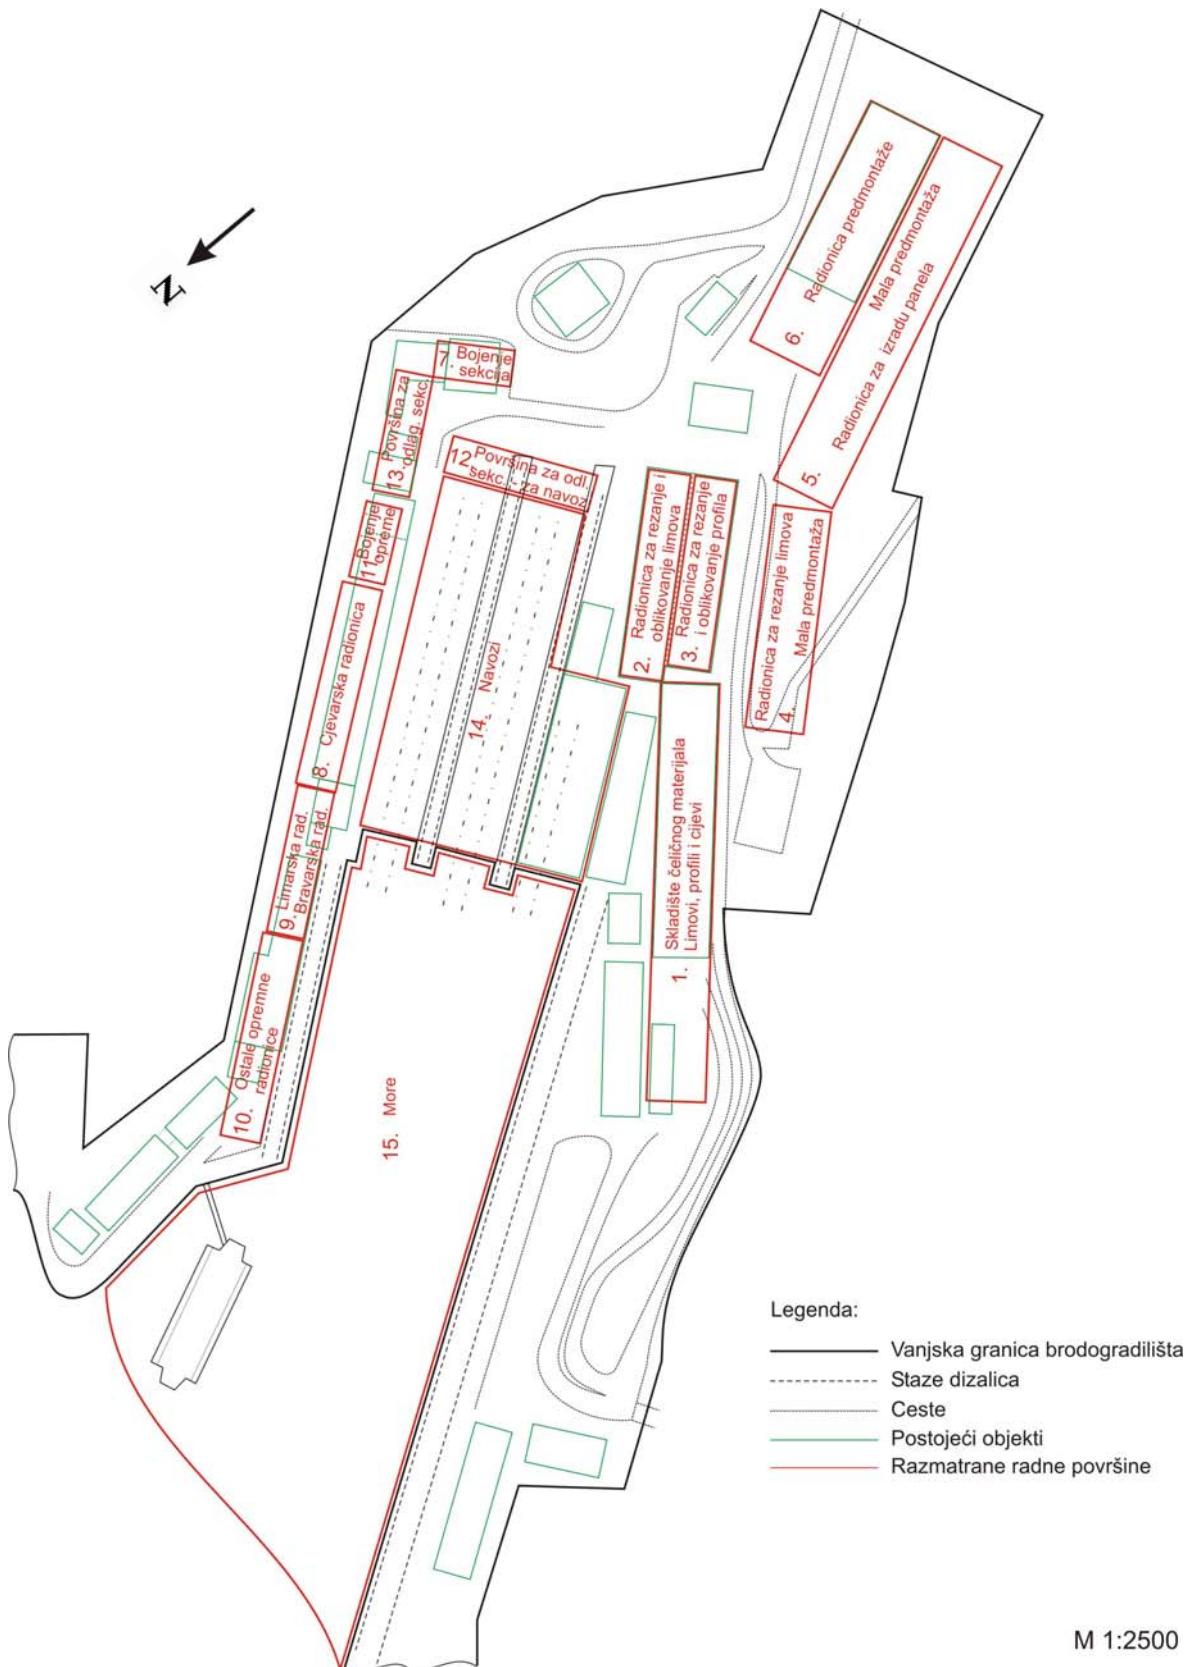 N
6. Radionica predmontaže
Mala predmontaža
5. Radionica za izradu panela
7. Bojenje
sekcija
13. Površina za
odlag. sekc.
12. Površina za odl.
sekc. - za navoz
11. Bojenje
opreme
2. Radionica za rezanje i
oblikovanje limova
3. Radionica za rezanje
i oblikovanje profila
Radionica za rezanje limova
4. Mala predmontaža
8. Cjevarska radionica
14. Navozi
9. Limarska rad.
Bravarska rad.
1. Skladište čeličnog materijala
Limovi, profili i cijevi
10. Ostale opremne
radionice
15. More
Legenda:
Vanjska granica brodogradilišta
Staze dizalica
Ceste
Postojeći objekti
Razmatrane radne površine
M 1:2500